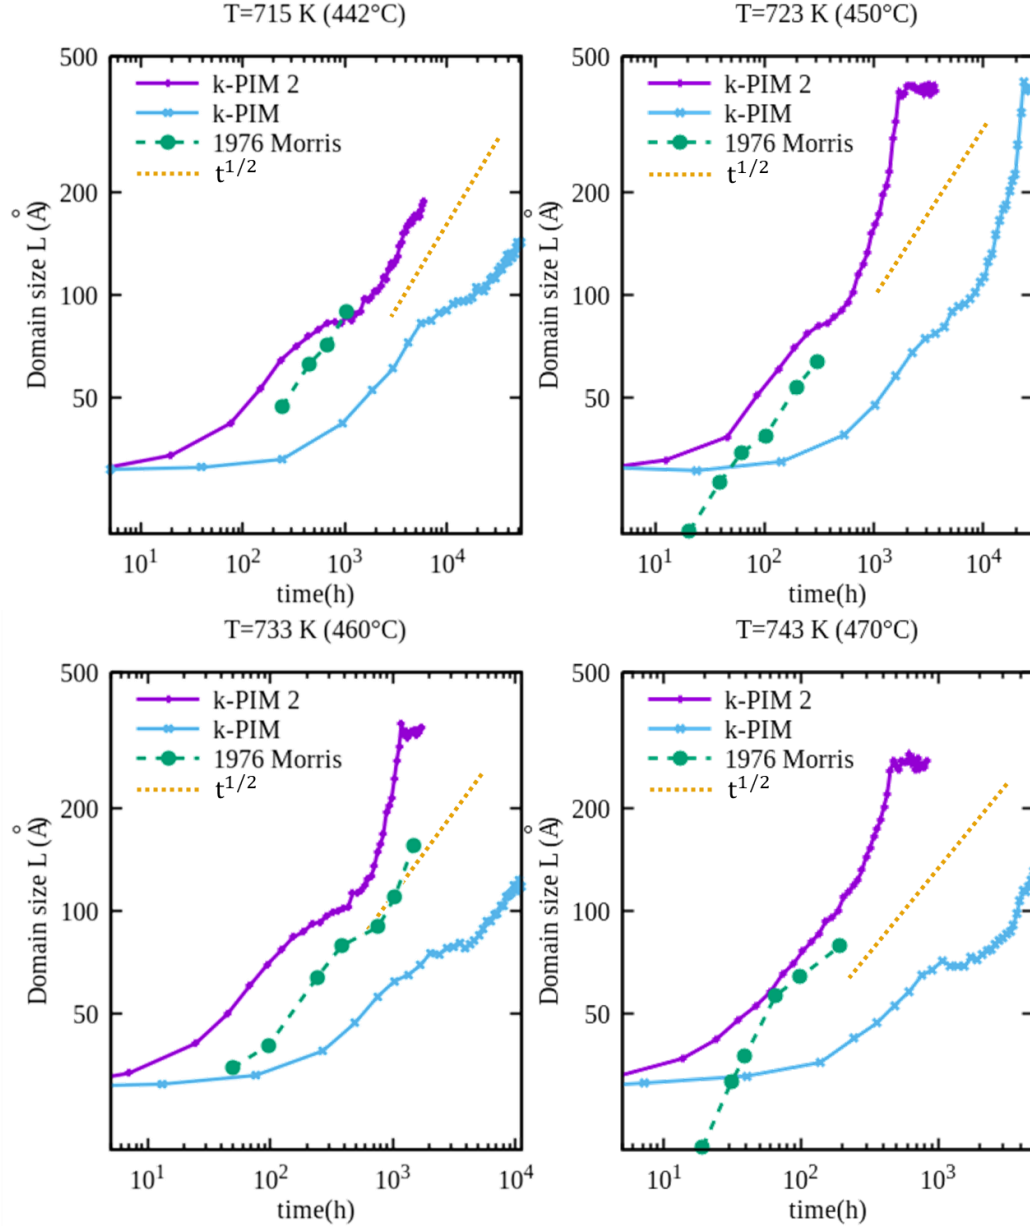 T=715 K (442°C)
500
200
100
50
Domain size L (Å)
k-PIM 2
k-PIM
1976 Morris
t^{1/2}
10^1
10^2
10^3
10^4
time(h)
T=723 K (450°C)
500
200
100
50
Domain size L (Å)
k-PIM 2
k-PIM
1976 Morris
t^{1/2}
10^1
10^2
10^3
10^4
time(h)
T=733 K (460°C)
500
200
100
50
Domain size L (Å)
k-PIM 2
k-PIM
1976 Morris
t^{1/2}
10^1
10^2
10^3
10^4
time(h)
T=743 K (470°C)
500
200
100
50
Domain size L (Å)
k-PIM 2
k-PIM
1976 Morris
t^{1/2}
10^1
10^2
10^3
time(h)